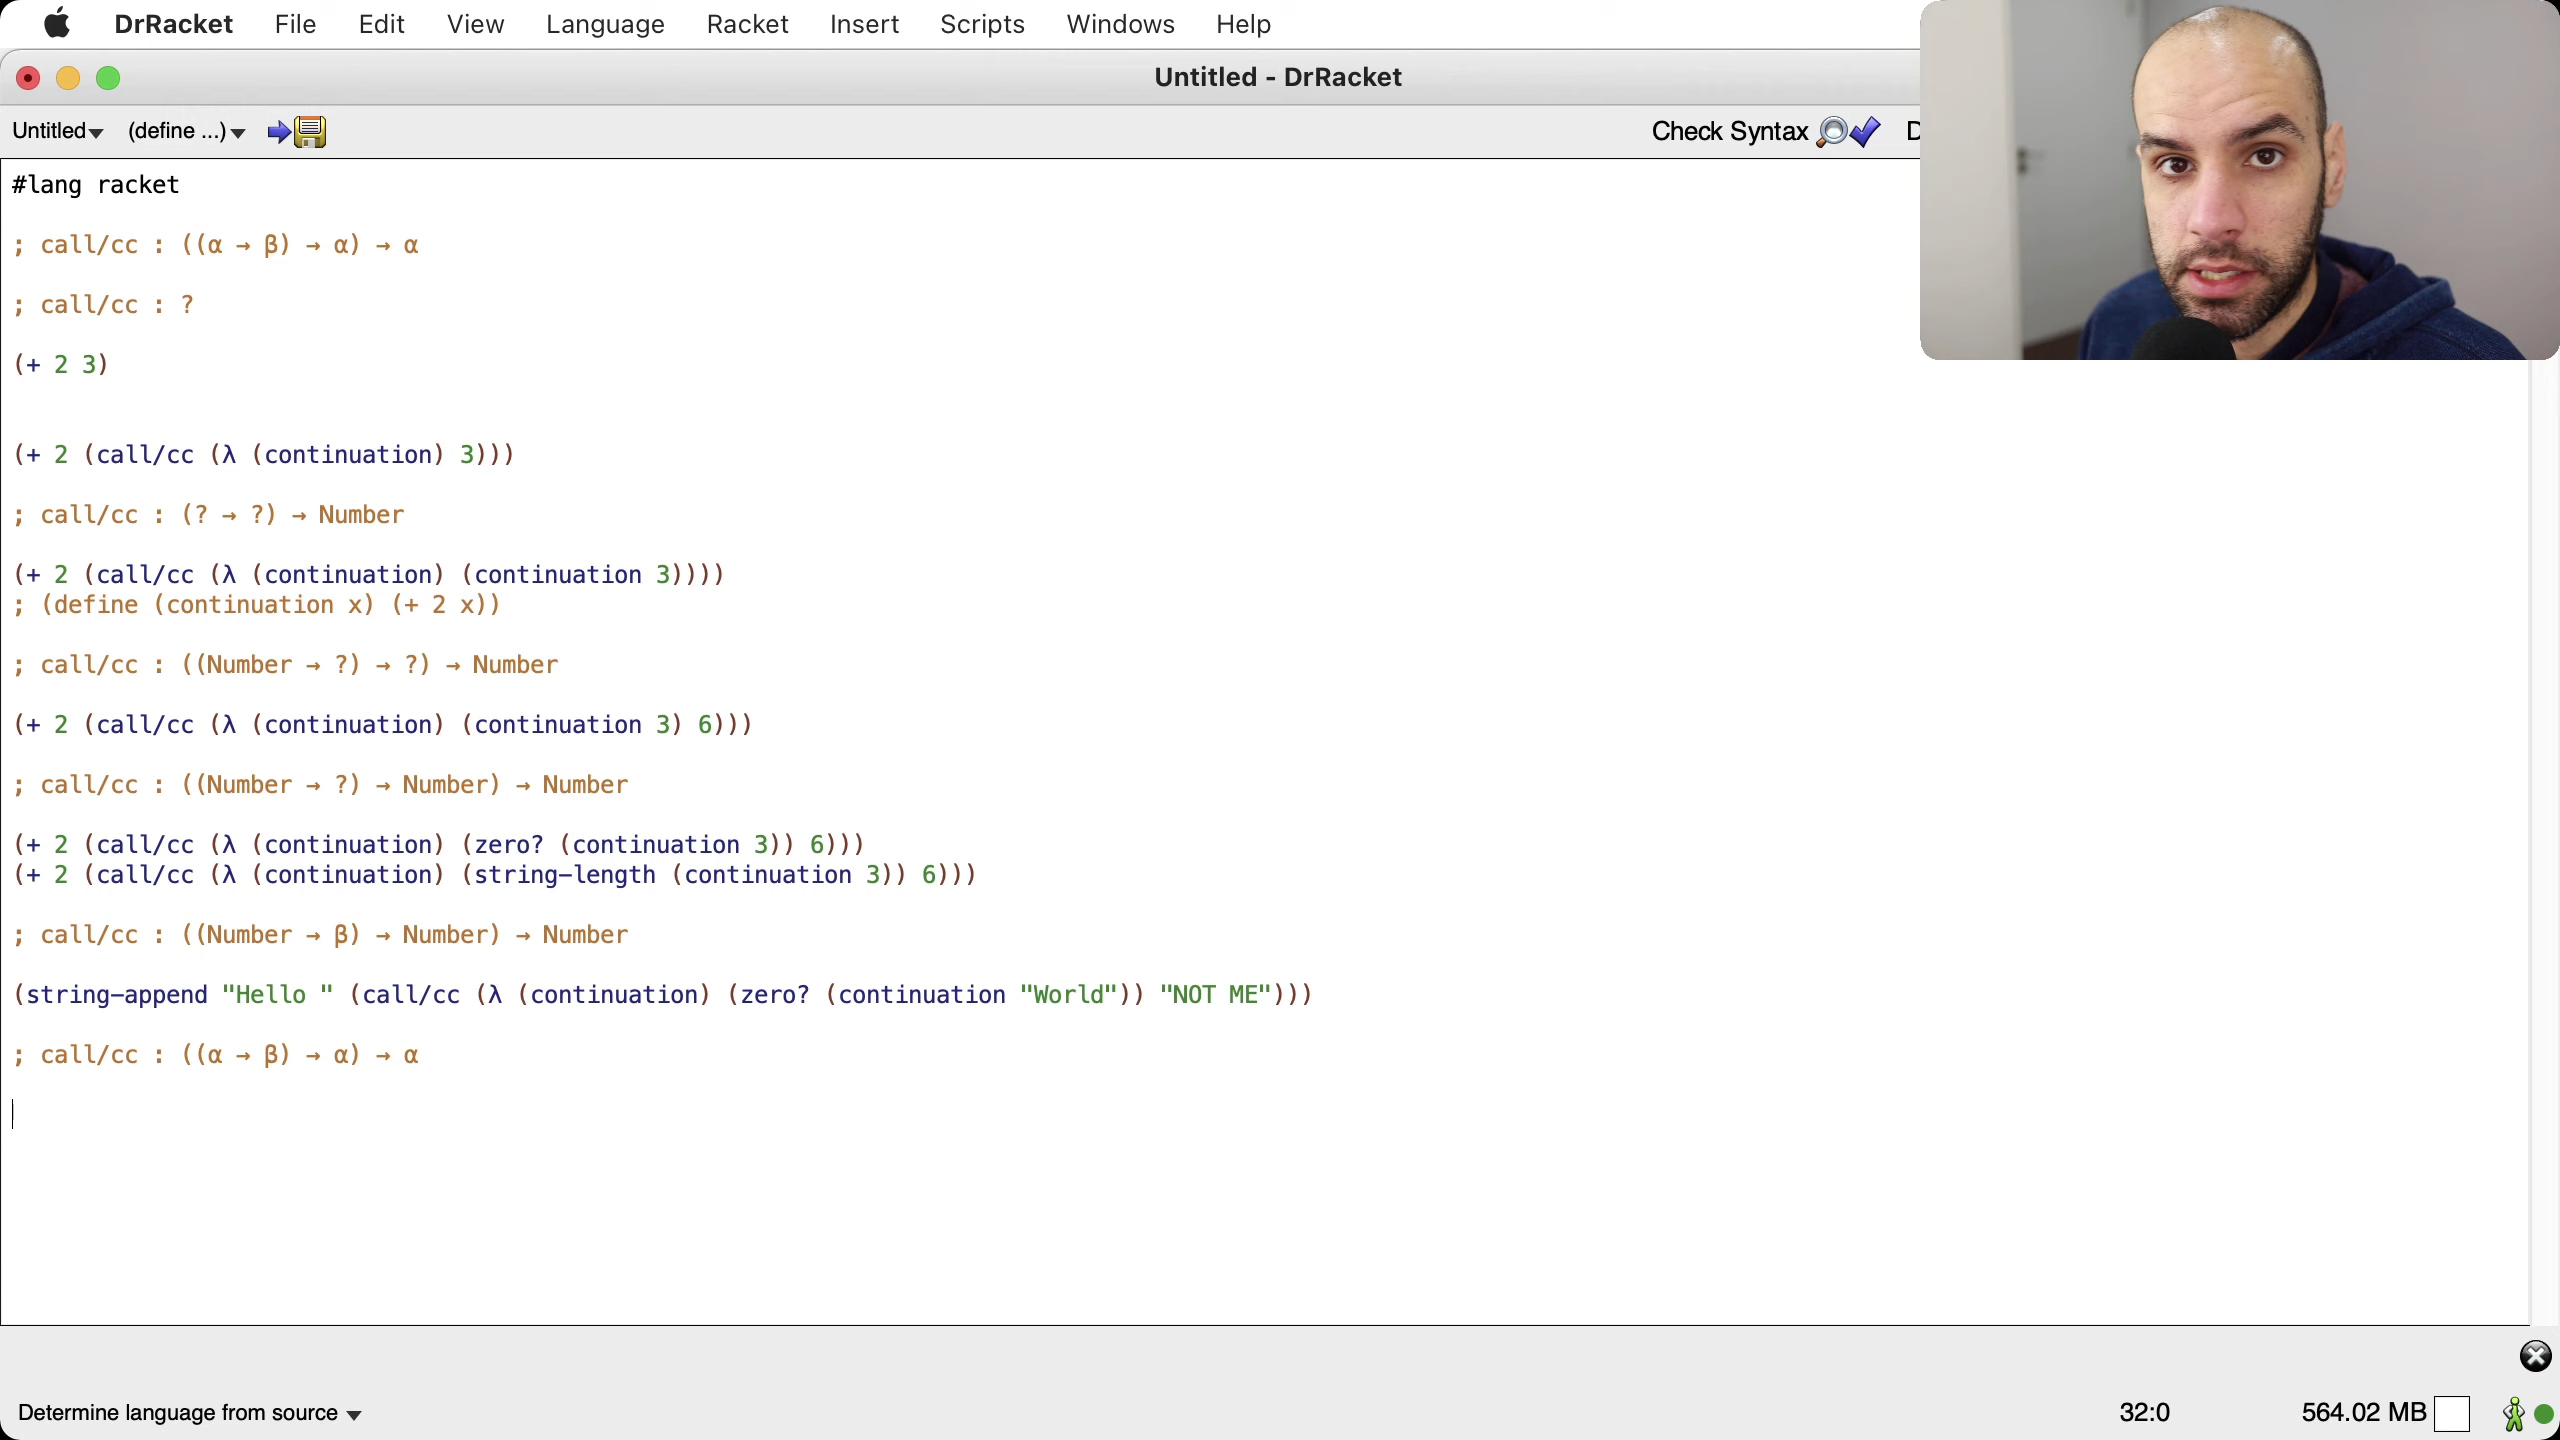 DrRacket File Edit View Language Racket Insert Scripts Windows Help
Untitled - DrRacket
Untitled (define ...) Check Syntax D
#lang racket
; call/cc : ((α → β) → α) → α
; call/cc : ?
(+ 2 3)
(+ 2 (call/cc (λ (continuation) 3)))
; call/cc : (? → ?) → Number
(+ 2 (call/cc (λ (continuation) (continuation 3))))
; (define (continuation x) (+ 2 x))
; call/cc : ((Number → ?) → ?) → Number
(+ 2 (call/cc (λ (continuation) (continuation 3) 6)))
; call/cc : ((Number → ?) → Number) → Number
(+ 2 (call/cc (λ (continuation) (zero? (continuation 3)) 6)))
(+ 2 (call/cc (λ (continuation) (string-length (continuation 3)) 6)))
; call/cc : ((Number → β) → Number) → Number
(string-append "Hello " (call/cc (λ (continuation) (zero? (continuation "World")) "NOT ME")))
; call/cc : ((α → β) → α) → α
Determine language from source 32:0 564.02 MB